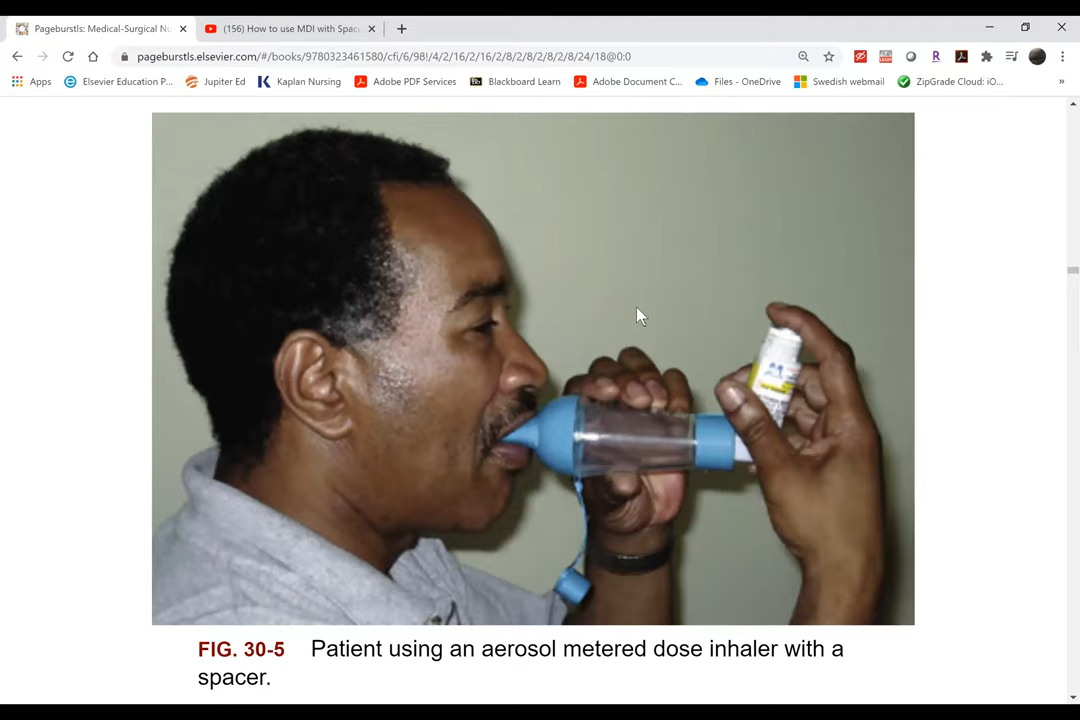 Pageburstls: Medical-Surgical Nu
(156) How to use MDI with Space
pageburstls.elsevier.com/#/books/9780323461580/cfi/6/98!/4/2/16/2/16/2/8/2/8/2/8/2/8/24/18@0:0
Apps Elsevier Education P... Jupiter Ed Kaplan Nursing Adobe PDF Services Blackboard Learn Adobe Document C... Files - OneDrive Swedish webmail ZipGrade Cloud: iO... »
FIG. 30-5 Patient using an aerosol metered dose inhaler with a
spacer.